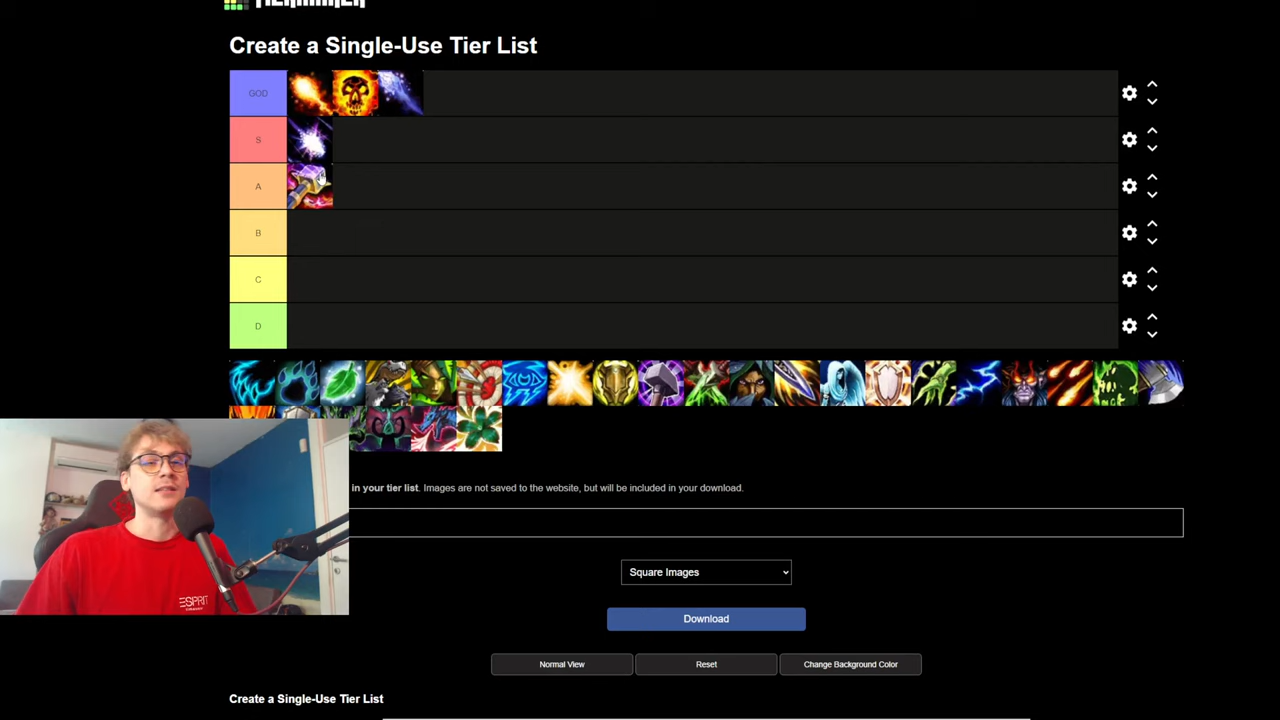 TIERMAKER
Create a Single-Use Tier List
GOD
S
A
B
C
D
in your tier list. Images are not saved to the website, but will be included in your download.
Square Images
Download
Normal View
Reset
Change Background Color
Create a Single-Use Tier List
ESPRIT